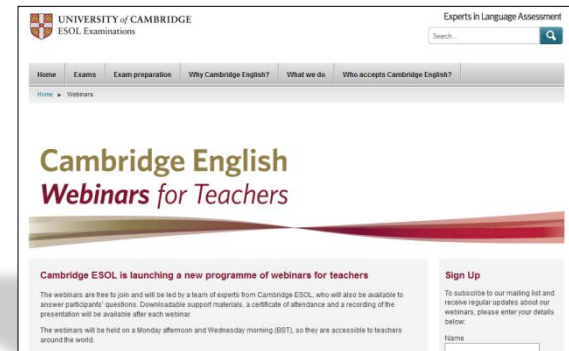 UNIVERSITY of CAMBRIDGE
ESOL Examinations
Experts in Language Assessment
Search...
Home Exams Exam preparation Why Cambridge English? What we do Who accepts Cambridge English?
Home ▸ Webinars
Cambridge English
Webinars for Teachers
Cambridge ESOL is launching a new programme of webinars for teachers
The webinars are free to join and will be led by a team of experts from Cambridge ESOL, who will also be available to
answer participants' questions. Downloadable support materials, a certificate of attendance and a recording of the
presentation will be available after each webinar.
The webinars will be held on a Monday afternoon and Wednesday morning (BST), so they are accessible to teachers
around the world.
Sign Up
To subscribe to our mailing list and
receive regular updates about our
webinars, please enter your details
below:
Name